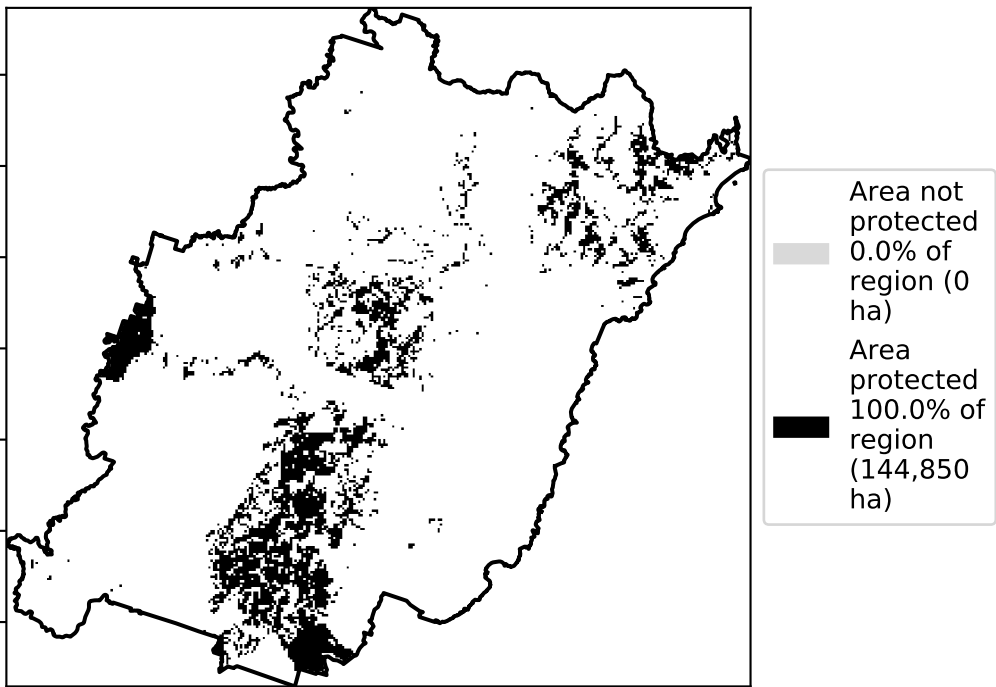 Area not
protected
0.0% of
region (0
ha)
Area
protected
100.0% of
region
(144,850
ha)